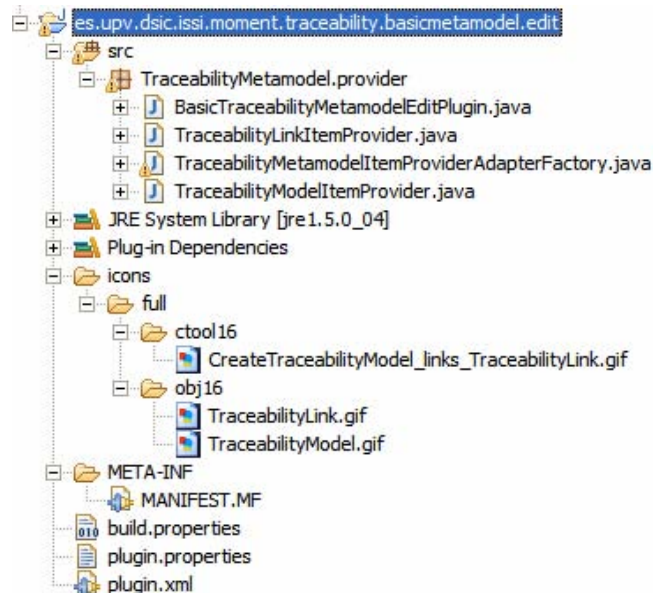 es.upv.dsic.issi.moment.traceability.basicmetamodel.edit
src
TraceabilityMetamodel.provider
BasicTraceabilityMetamodelEditPlugin.java
TraceabilityLinkItemProvider.java
TraceabilityMetamodelItemProviderAdapterFactory.java
TraceabilityModelItemProvider.java
JRE System Library [jre1.5.0_04]
Plug-in Dependencies
icons
full
ctool16
CreateTraceabilityModel_links_TraceabilityLink.gif
obj16
TraceabilityLink.gif
TraceabilityModel.gif
META-INF
MANIFEST.MF
build.properties
plugin.properties
plugin.xml